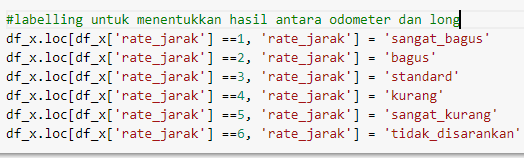 #labelling untuk menentukkan hasil antara odometer dan long
df_x.loc[df_x['rate_jarak'] ==1, 'rate_jarak'] = 'sangat_bagus'
df_x.loc[df_x['rate_jarak'] ==2, 'rate_jarak'] = 'bagus'
df_x.loc[df_x['rate_jarak'] ==3, 'rate_jarak'] = 'standard'
df_x.loc[df_x['rate_jarak'] ==4, 'rate_jarak'] = 'kurang'
df_x.loc[df_x['rate_jarak'] ==5, 'rate_jarak'] = 'sangat_kurang'
df_x.loc[df_x['rate_jarak'] ==6, 'rate_jarak'] = 'tidak_disarankan'